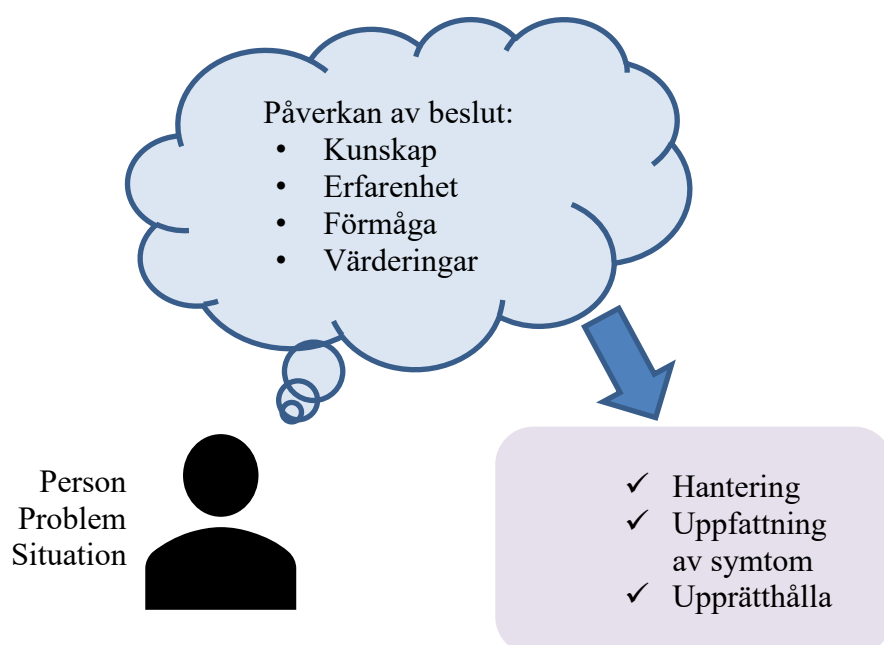 Påverkan av beslut:
• Kunskap
• Erfarenhet
• Förmåga
• Värderingar
Person
Problem
Situation
✓ Hantering
✓ Uppfattning
av symtom
✓ Upprätthålla